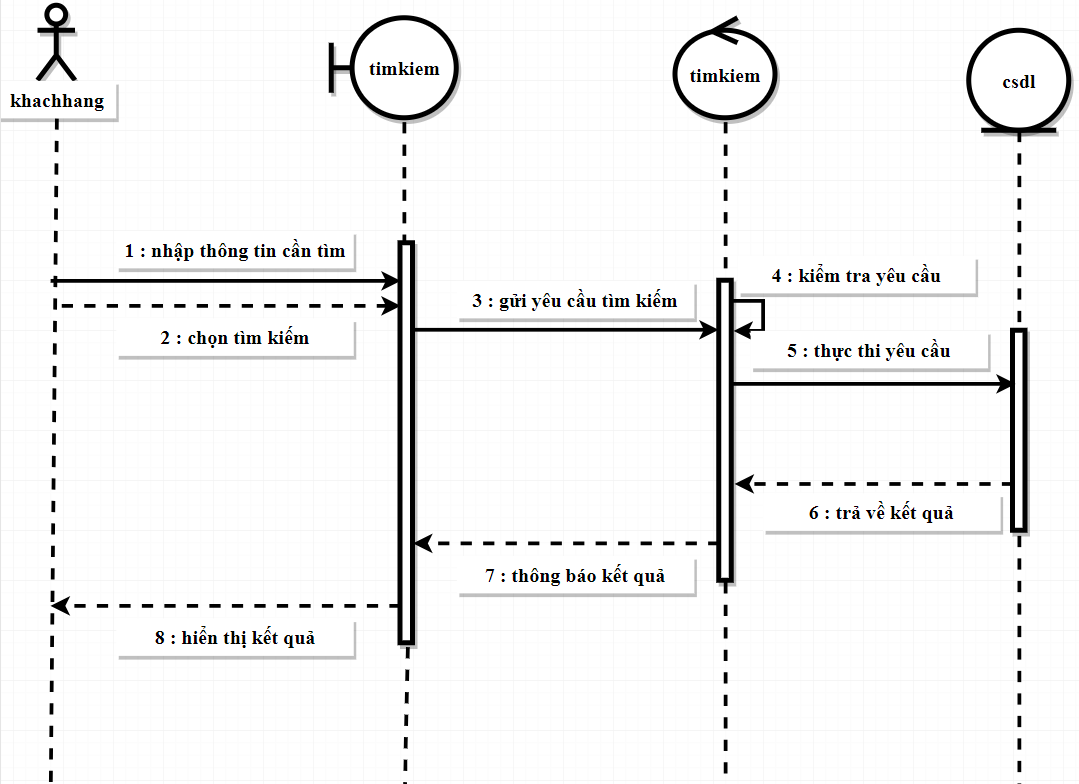 khachhang
timkiem
timkiem
csdl
1 : nhập thông tin cần tìm
2 : chọn tìm kiếm
3 : gửi yêu cầu tìm kiếm
4 : kiểm tra yêu cầu
5 : thực thi yêu cầu
6 : trả về kết quả
7 : thông báo kết quả
8 : hiển thị kết quả